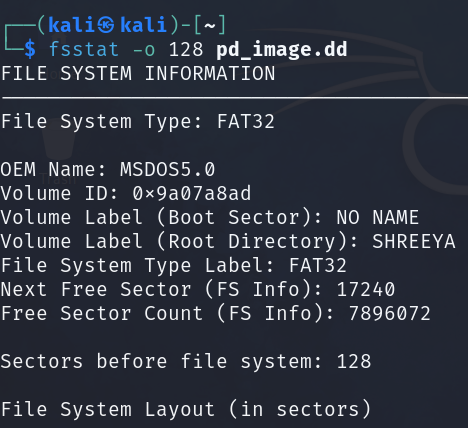 ┌──(kali㉿kali)-[~]
└─$ fsstat -o 128 pd_image.dd
FILE SYSTEM INFORMATION
--------------------------------------------
File System Type: FAT32

OEM Name: MSDOS5.0
Volume ID: 0x9a07a8ad
Volume Label (Boot Sector): NO NAME
Volume Label (Root Directory): SHREEYA
File System Type Label: FAT32
Next Free Sector (FS Info): 17240
Free Sector Count (FS Info): 7896072

Sectors before file system: 128

File System Layout (in sectors)